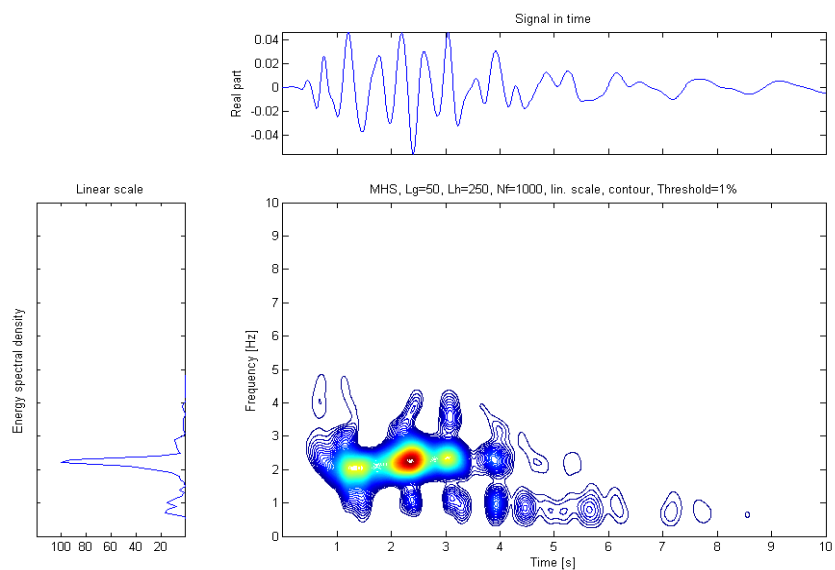 Signal in time
0.04
0.02
0
-0.02
-0.04
Real part
Linear scale
MHS, Lg=50, Lh=250, Nf=1000, lin. scale, contour, Threshold=1%
10
9
8
7
6
5
4
3
2
1
0
Energy spectral density
Frequency [Hz]
100 80 60 40 20
1 2 3 4 5 6 7 8 9 10
Time [s]